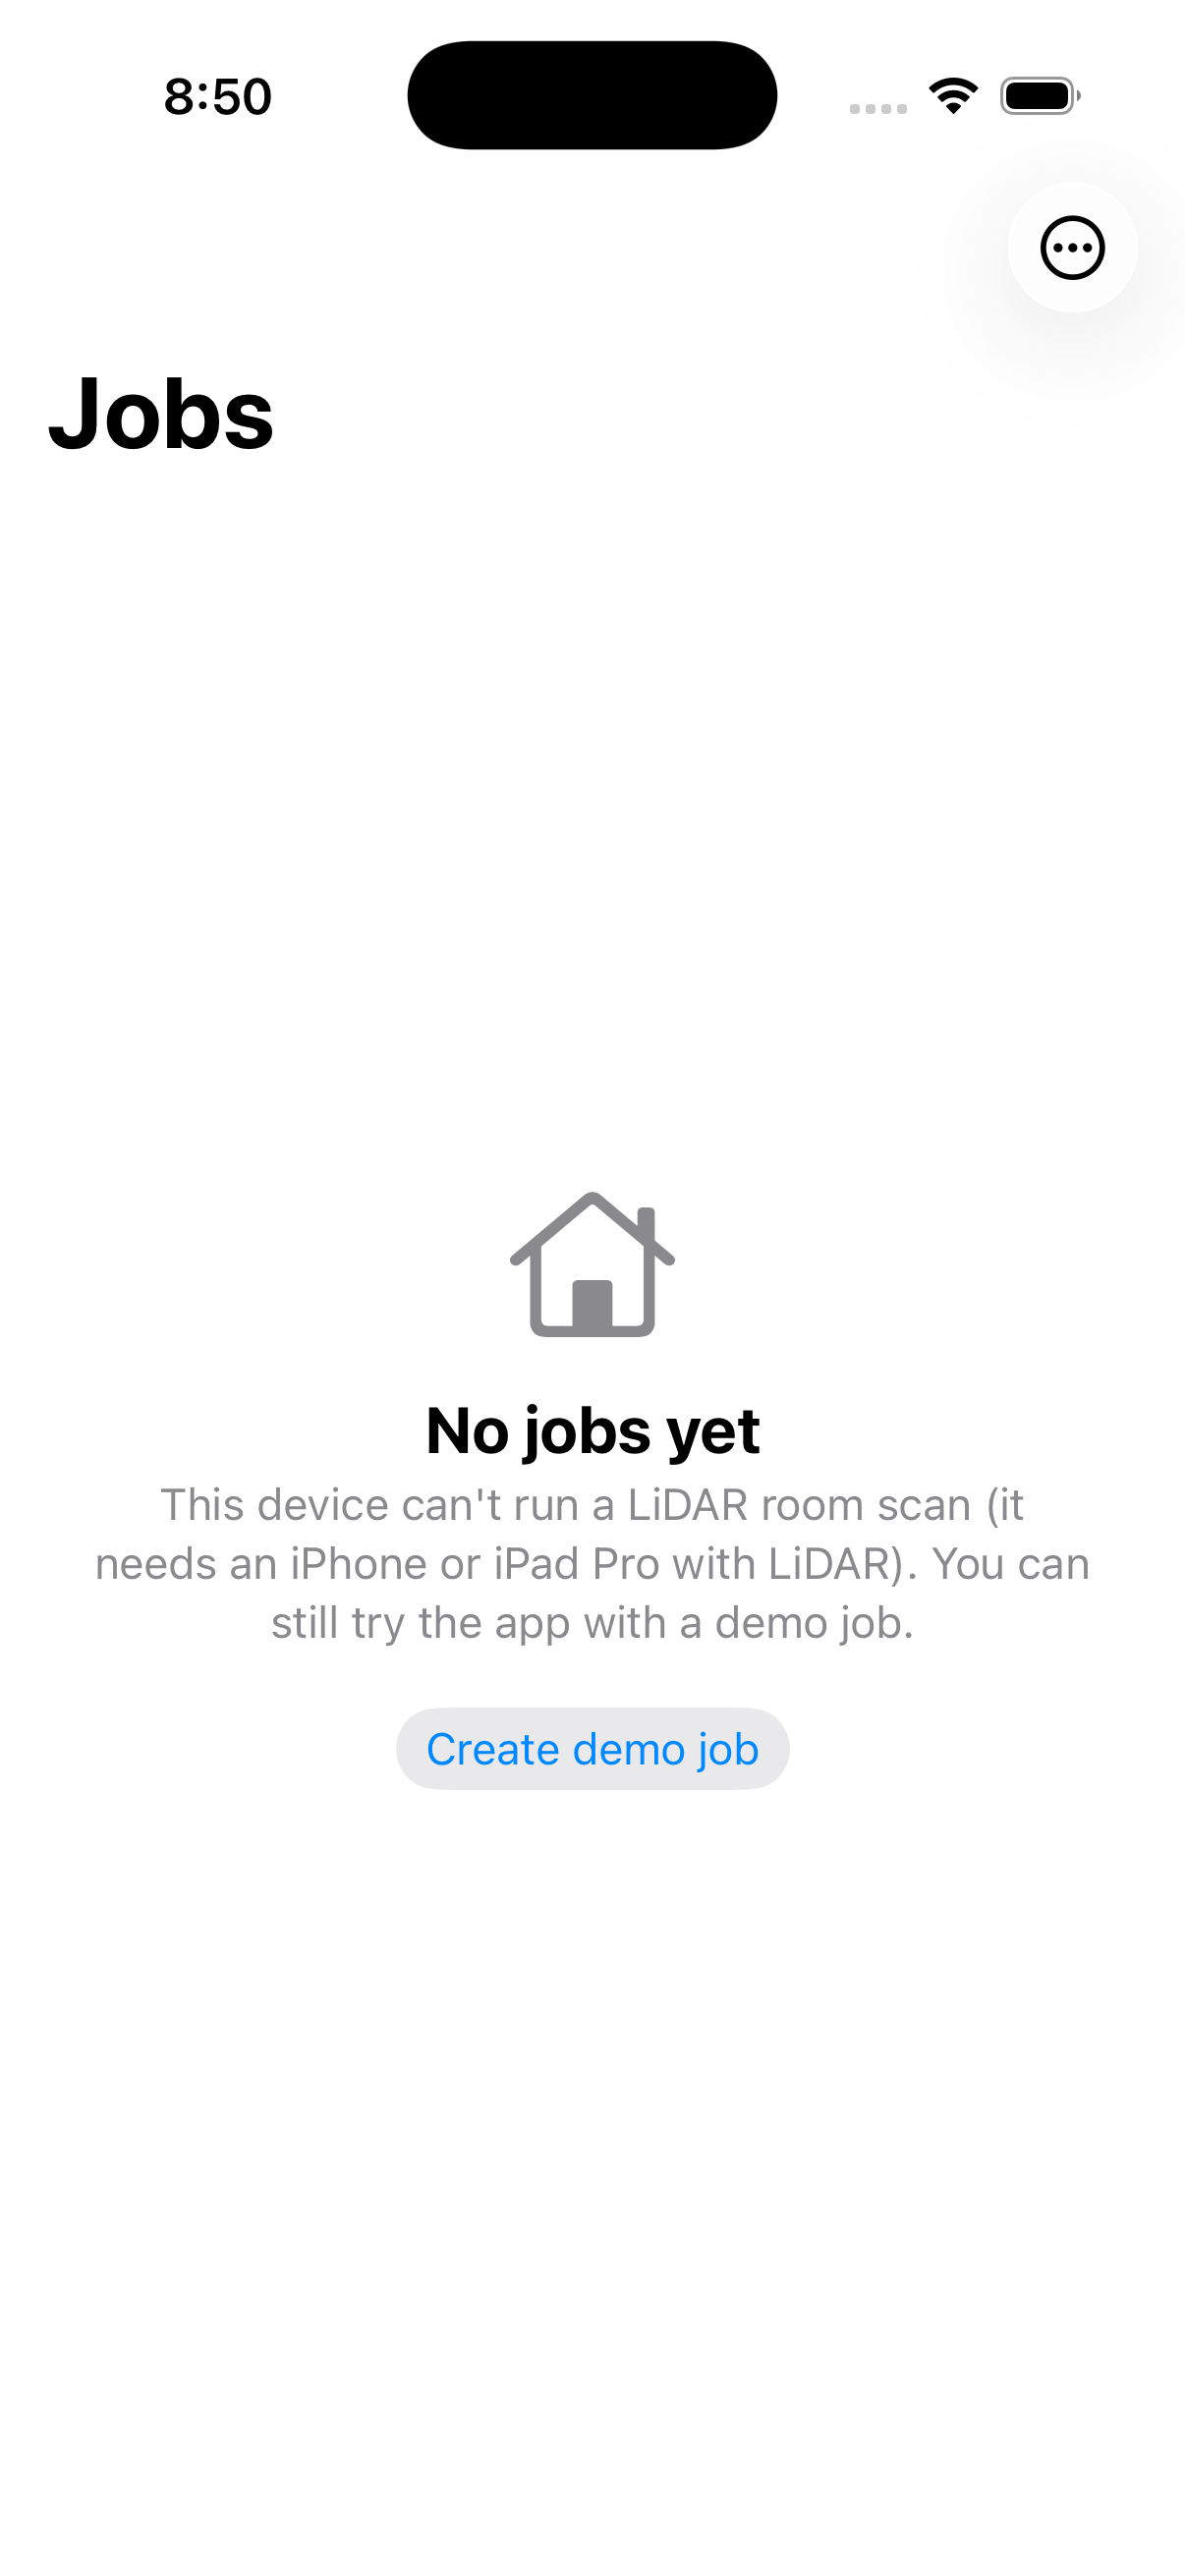 8:50
Jobs
No jobs yet
This device can't run a LiDAR room scan (it
needs an iPhone or iPad Pro with LiDAR). You can
still try the app with a demo job.
Create demo job